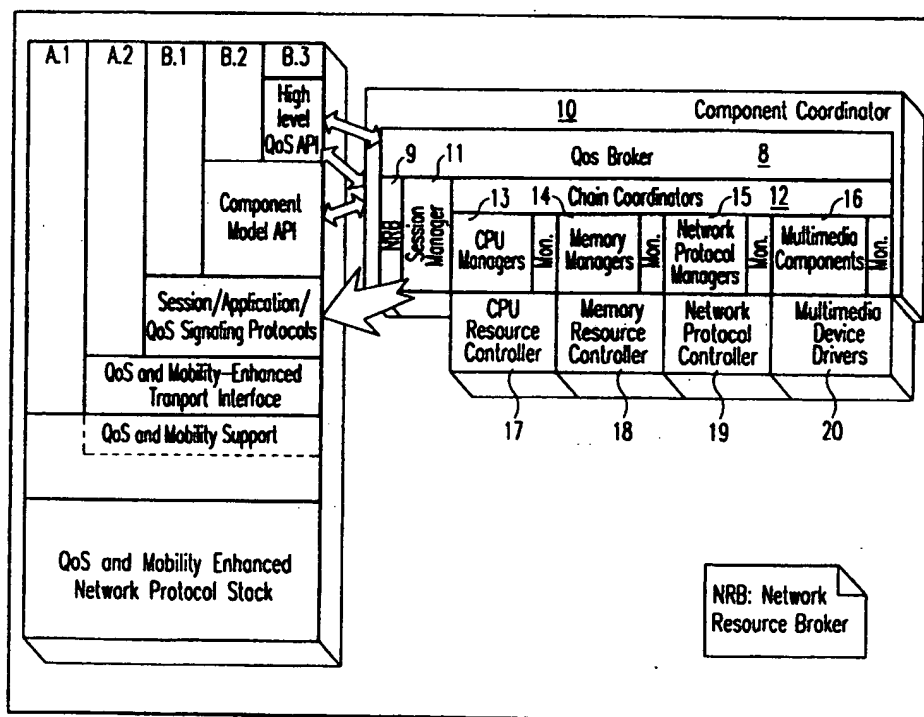 A.1 A.2 B.1 B.2 B.3
High
level
QoS API
Component
Model API
Session/Application/
QoS Signaling Protocols
QoS and Mobility-Enhanced
Tranport Interface
QoS and Mobility Support
QoS and Mobility Enhanced
Network Protocol Stack
10 Component Coordinator
9 11 Qos Broker 8
13 14 Chain Coordinators 15 12 16
NRB
Session
Manager
CPU
Managers
Mon.
Memory
Managers
Mon.
Network
Protocol
Managers
Mon.
Multimedia
Components
Mon.
CPU
Resource
Controller
Memory
Resource
Controller
Network
Protocol
Controller
Multimedia
Device
Drivers
17 18 19 20
NRB: Network
Resource Broker